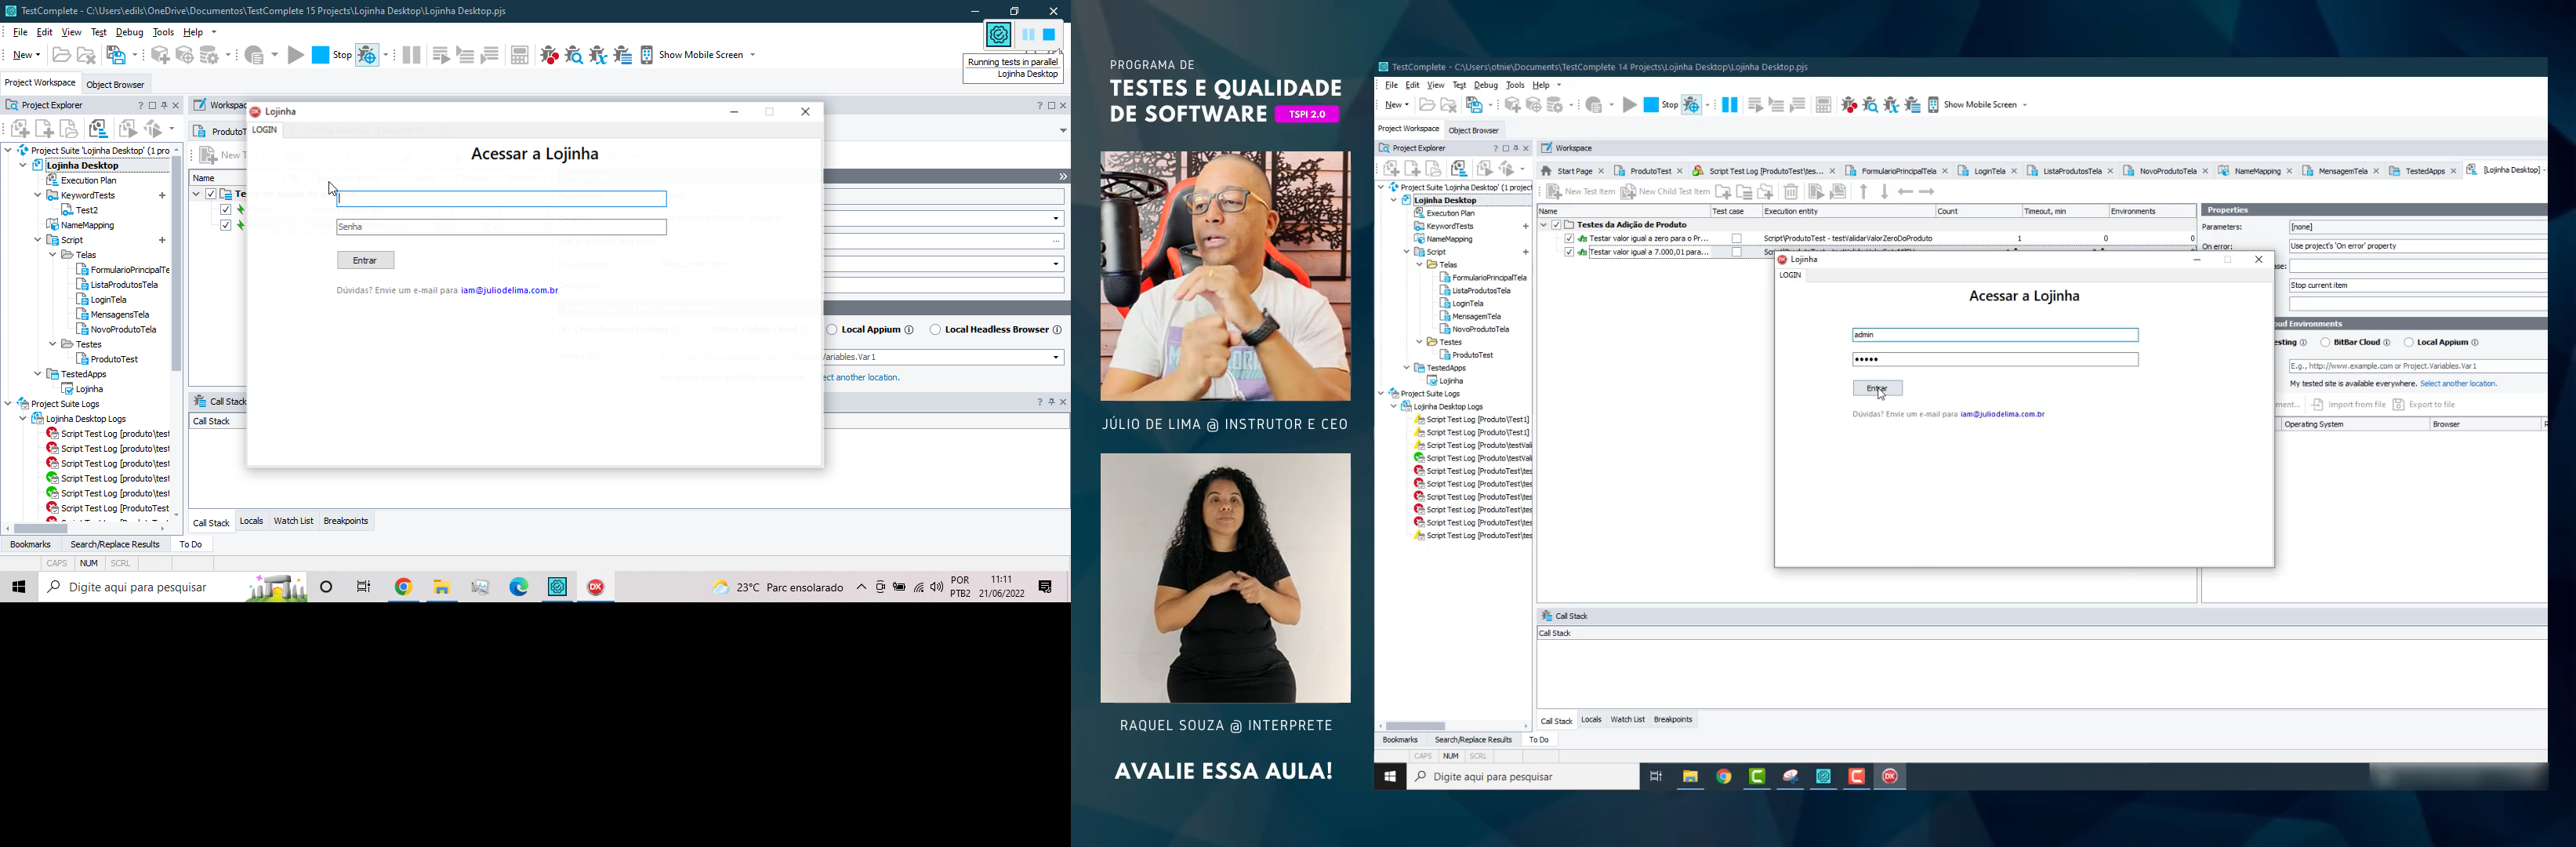 TestComplete - C:\Users\edils\OneDrive\Documentos\TestComplete 15 Projects\Lojinha Desktop\Lojinha Desktop.pjs
File Edit View Test Debug Tools Help
New Stop Show Mobile Screen
Running tests in parallel
Lojinha Desktop
Project Workspace Object Browser
Project Explorer
Project Suite 'Lojinha Desktop' (1 pro
Lojinha Desktop
Execution Plan
KeywordTests
Test2
NameMapping
Script
Telas
FormularioPrincipalTe
ListaProdutosTela
LoginTela
MensagensTela
NovoProdutoTela
Testes
ProdutoTest
TestedApps
Lojinha
Project Suite Logs
Lojinha Desktop Logs
Script Test Log [produto\test
Script Test Log [produto\test
Script Test Log [produto\test
Script Test Log [produto\test
Script Test Log [produto\test
Script Test Log [ProdutoTest
Workspac
ProdutoT
New T
Name
Te
Lojinha
LOGIN
Acessar a Lojinha
Senha
Entrar
Dúvidas? Envie um e-mail para iam@juliodelima.com.br
Local Appium Local Headless Browser
Variables.Var1
ect another location.
Call Stack
Call Stack
Call Stack Locals Watch List Breakpoints
Bookmarks Search/Replace Results To Do
CAPS NUM SCRL
Digite aqui para pesquisar
23°C Parc ensolarado
POR
PTB2
11:11
21/06/2022
PROGRAMA DE
TESTES E QUALIDADE
DE SOFTWARE TSPI 2.0
JÚLIO DE LIMA @ INSTRUTOR E CEO
RAQUEL SOUZA @ INTERPRETE
AVALIE ESSA AULA!
TestComplete - C:\Users\otnie\Documents\TestComplete 14 Projects\Lojinha Desktop\Lojinha Desktop.pjs
File Edit View Test Debug Tools Help
New Stop Show Mobile Screen
Project Workspace Object Browser
Project Explorer
Project Suite 'Lojinha Desktop' (1 project
Lojinha Desktop
Execution Plan
KeywordTests
NameMapping
Script
Telas
FormularioPrincipalTela
ListaProdutosTela
LoginTela
MensagemTela
NovoProdutoTela
Testes
ProdutoTest
TestedApps
Lojinha
Project Suite Logs
Lojinha Desktop Logs
Script Test Log [Produto\Test1]
Script Test Log [Produto\Test1]
Script Test Log [Produto\testVali
Script Test Log [Produto\testVal
Script Test Log [ProdutoTest\tes
Script Test Log [ProdutoTest\tes
Script Test Log [ProdutoTest\tes
Script Test Log [ProdutoTest\tes
Script Test Log [ProdutoTest\tes
Script Test Log [ProdutoTest\tes
Workspace
Start Page ProdutoTest Script Test Log [ProdutoTest\tes... FormularioPrincipalTela LoginTela ListaProdutosTela NovoProdutoTela NameMapping MensagemTela TestedApps [Lojinha Desktop] -
New Test Item New Child Test Item
Name Test case Execution entity Count Timeout, min Environments
Testes da Adição de Produto
Testar valor igual a zero para o Pr... Script\ProdutoTest - testValidarValorZeroDoProduto 1 0 0
Testar valor igual a 7.000,01 para...
Properties
Parameters: [none]
On error: Use project's 'On error' property
ase:
Stop current item
oud Environments
esting BitBar Cloud Local Appium
E.g., http://www.example.com or Project.Variables.Var1
My tested site is available everywhere. Select another location.
ment... Import from file Export to file
Operating System Browser R
Lojinha
LOGIN
Acessar a Lojinha
admin
•••••
Entrar
Dúvidas? Envie um e-mail para iam@juliodelima.com.br
Call Stack
Call Stack
Call Stack Locals Watch List Breakpoints
Bookmarks Search/Replace Results To Do
CAPS NUM SCRL
Digite aqui para pesquisar